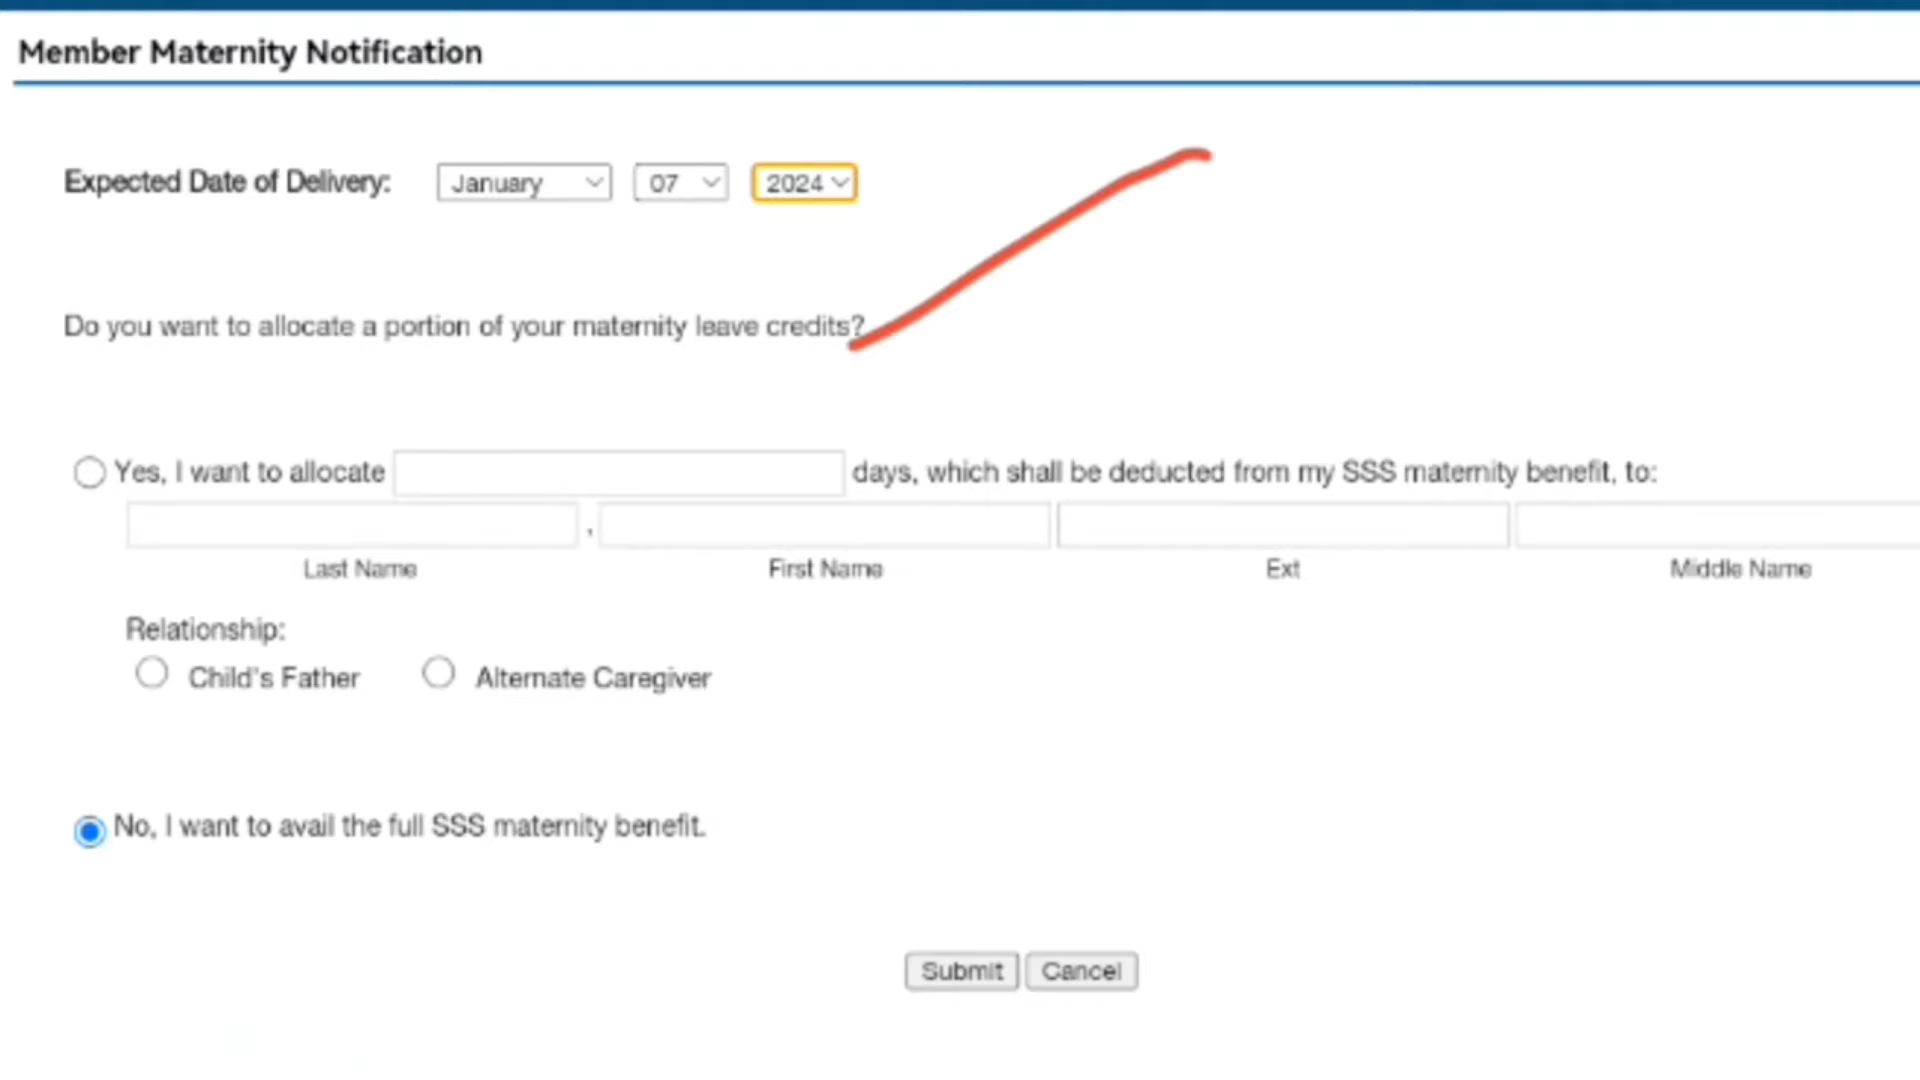 Member Maternity Notification
Expected Date of Delivery: January 07 2024
Do you want to allocate a portion of your maternity leave credits?
Yes, I want to allocate days, which shall be deducted from my SSS maternity benefit, to:
,
Last Name First Name Ext Middle Name
Relationship:
Child's Father Alternate Caregiver
No, I want to avail the full SSS maternity benefit.
Submit Cancel